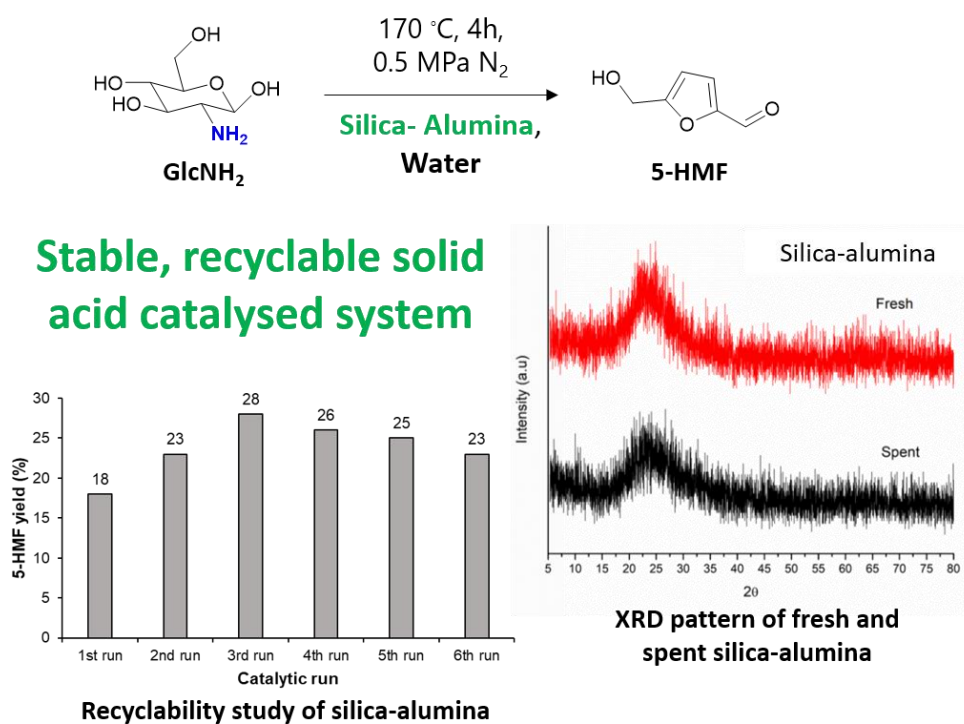 170 °C, 4h,
0.5 MPa N₂
Silica- Alumina,
Water
OH
HO
HO
O
OH
NH₂
GlcNH₂
HO
O
O
5-HMF
Stable, recyclable solid
acid catalysed system
30
25
20
15
10
5
0
5-HMF yield (%)
18
23
28
26
25
23
1st run 2nd run 3rd run 4th run 5th run 6th run
Catalytic run
Recyclability study of silica-alumina
Silica-alumina
Fresh
Spent
Intensity (a.u)
5 10 15 20 25 30 35 40 45 50 55 60 65 70 75 80
2θ
XRD pattern of fresh and
spent silica-alumina